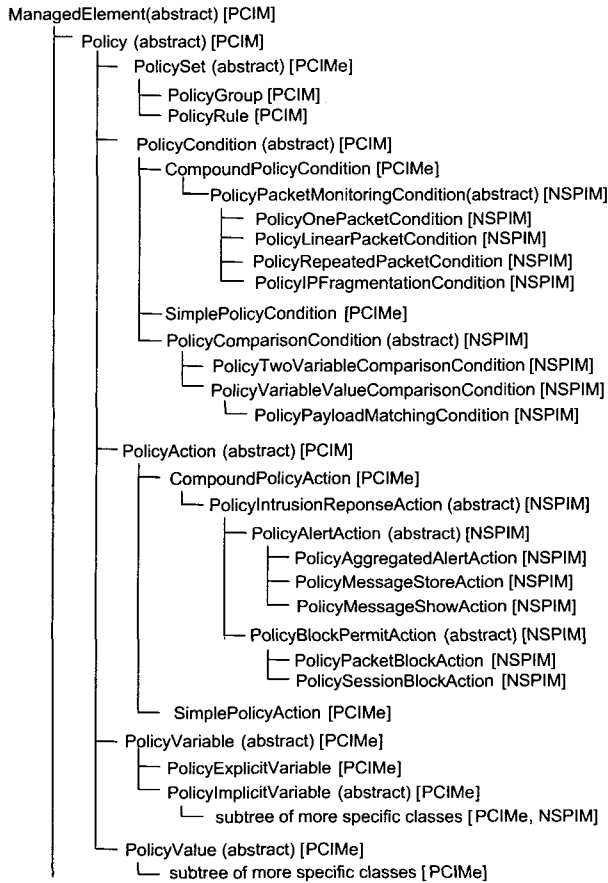 ManagedElement(abstract) [PCIM]
Policy (abstract) [PCIM]
PolicySet (abstract) [PCIMe]
PolicyGroup [PCIM]
PolicyRule [PCIM]
PolicyCondition (abstract) [PCIM]
CompoundPolicyCondition [PCIMe]
PolicyPacketMonitoringCondition(abstract) [NSPIM]
PolicyOnePacketCondition [NSPIM]
PolicyLinearPacketCondition [NSPIM]
PolicyRepeatedPacketCondition [NSPIM]
PolicyIPFragmentationCondition [NSPIM]
SimplePolicyCondition [PCIMe]
PolicyComparisonCondition (abstract) [NSPIM]
PolicyTwoVariableComparisonCondition [NSPIM]
PolicyVariableValueComparisonCondition [NSPIM]
PolicyPayloadMatchingCondition [NSPIM]
PolicyAction (abstract) [PCIM]
CompoundPolicyAction [PCIMe]
PolicyIntrusionReponseAction (abstract) [NSPIM]
PolicyAlertAction (abstract) [NSPIM]
PolicyAggregatedAlertAction [NSPIM]
PolicyMessageStoreAction [NSPIM]
PolicyMessageShowAction [NSPIM]
PolicyBlockPermitAction (abstract) [NSPIM]
PolicyPacketBlockAction [NSPIM]
PolicySessionBlockAction [NSPIM]
SimplePolicyAction [PCIMe]
PolicyVariable (abstract) [PCIMe]
PolicyExplicitVariable [PCIMe]
PolicyImplicitVariable (abstract) [PCIMe]
subtree of more specific classes [PCIMe, NSPIM]
PolicyValue (abstract) [PCIMe]
subtree of more specific classes [PCIMe]